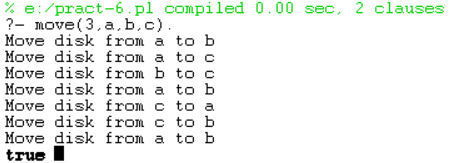 % e:/pract-6.pl compiled 0.00 sec, 2 clauses
?- move(3,a,b,c).
Move disk from a to b
Move disk from a to c
Move disk from b to c
Move disk from a to b
Move disk from c to a
Move disk from c to b
Move disk from a to b
true